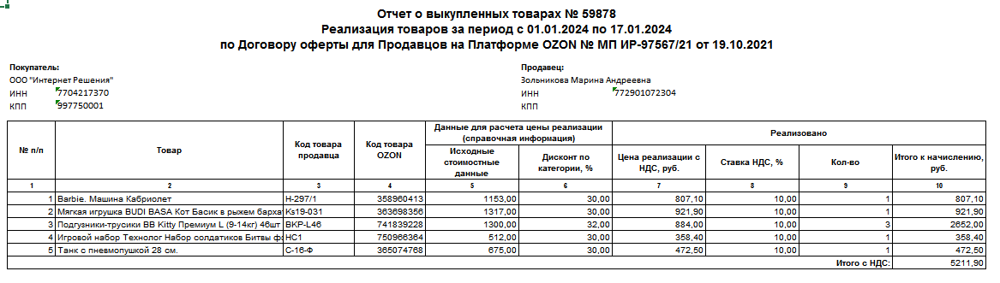 Отчет о выкупленных товарах № 59878
Реализация товаров за период с 01.01.2024 по 17.01.2024
по Договору оферты для Продавцов на Платформе OZON № МП ИР-97567/21 от 19.10.2021
Покупатель: Продавец:
ООО "Интернет Решения" Зольникова Марина Андреевна
ИНН 7704217370 ИНН 772901072304
КПП 997750001 КПП
№ п/п Товар Код товара продавца Код товара OZON Данные для расчета цены реализации (справочная информация) Реализовано
Исходные стоимостные данные Дисконт по категории, % Цена реализации с НДС, руб. Ставка НДС, % Кол-во Итого к начислению, руб.
1 2 3 4 5 6 7 8 9 10
1 Barbie. Машина Кабриолет H-297/1 358960413 1153,00 30,00 807,10 10,00 1 807,10
2 Мягкая игрушка BUDI BASA Кот Басик в рыжем барха Ks19-031 363698356 1317,00 30,00 921,90 10,00 1 921,90
3 Подгузники-трусики BB Kitty Премиум L (9-14кг) 46шт BKP-L46 741839228 1300,00 32,00 884,00 10,00 3 2652,00
4 Игровой набор Технолог Набор солдатиков Битвы фэ НС1 750966364 512,00 30,00 358,40 10,00 1 358,40
5 Танк с пневмопушкой 28 см. С-16-Ф 365074768 675,00 30,00 472,50 10,00 1 472,50
Итого с НДС: 5211,90